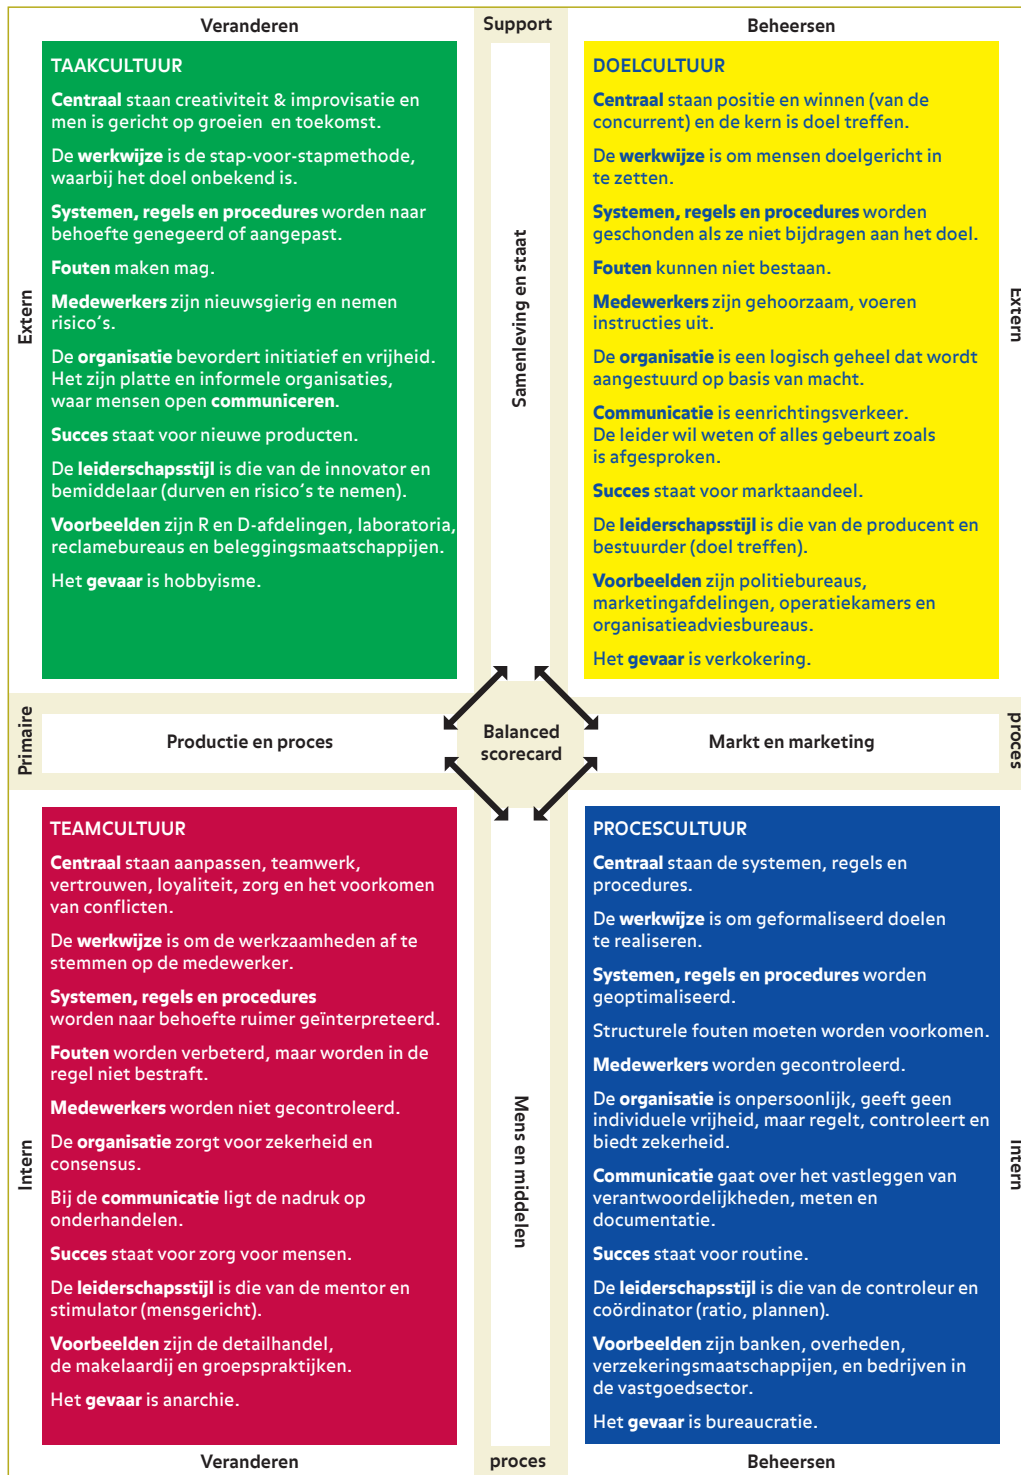 Veranderen
Support
Beheersen
Extern
TAAKCULTUUR
Centraal staan creativiteit & improvisatie en
men is gericht op groeien en toekomst.
De werkwijze is de stap-voor-stapmethode,
waarbij het doel onbekend is.
Systemen, regels en procedures worden naar
behoefte genegeerd of aangepast.
Fouten maken mag.
Medewerkers zijn nieuwsgierig en nemen
risico's.
De organisatie bevordert initiatief en vrijheid.
Het zijn platte en informele organisaties,
waar mensen open communiceren.
Succes staat voor nieuwe producten.
De leiderschapsstijl is die van de innovator en
bemiddelaar (durven en risico's te nemen).
Voorbeelden zijn R en D-afdelingen, laboratoria,
reclamebureaus en beleggingsmaatschappijen.
Het gevaar is hobbyisme.
Samenleving en staat
DOELCULTUUR
Centraal staan positie en winnen (van de
concurrent) en de kern is doel treffen.
De werkwijze is om mensen doelgericht in
te zetten.
Systemen, regels en procedures worden
geschonden als ze niet bijdragen aan het doel.
Fouten kunnen niet bestaan.
Medewerkers zijn gehoorzaam, voeren
instructies uit.
De organisatie is een logisch geheel dat wordt
aangestuurd op basis van macht.
Communicatie is eenrichtingsverkeer.
De leider wil weten of alles gebeurt zoals
is afgesproken.
Succes staat voor marktaandeel.
De leiderschapsstijl is die van de producent en
bestuurder (doel treffen).
Voorbeelden zijn politiebureaus,
marketingafdelingen, operatiekamers en
organisatieadviesbureaus.
Het gevaar is verkokering.
Extern
Primaire
Productie en proces
Balanced
scorecard
Markt en marketing
proces
Intern
TEAMCULTUUR
Centraal staan aanpassen, teamwerk,
vertrouwen, loyaliteit, zorg en het voorkomen
van conflicten.
De werkwijze is om de werkzaamheden af te
stemmen op de medewerker.
Systemen, regels en procedures
worden naar behoefte ruimer geïnterpreteerd.
Fouten worden verbeterd, maar worden in de
regel niet bestraft.
Medewerkers worden niet gecontroleerd.
De organisatie zorgt voor zekerheid en
consensus.
Bij de communicatie ligt de nadruk op
onderhandelen.
Succes staat voor zorg voor mensen.
De leiderschapsstijl is die van de mentor en
stimulator (mensgericht).
Voorbeelden zijn de detailhandel,
de makelaardij en groepspraktijken.
Het gevaar is anarchie.
Mens en middelen
PROCESCULTUUR
Centraal staan de systemen, regels en
procedures.
De werkwijze is om geformaliseerd doelen
te realiseren.
Systemen, regels en procedures worden
geoptimaliseerd.
Structurele fouten moeten worden voorkomen.
Medewerkers worden gecontroleerd.
De organisatie is onpersoonlijk, geeft geen
individuele vrijheid, maar regelt, controleert en
biedt zekerheid.
Communicatie gaat over het vastleggen van
verantwoordelijkheden, meten en
documentatie.
Succes staat voor routine.
De leiderschapsstijl is die van de controleur en
coördinator (ratio, plannen).
Voorbeelden zijn banken, overheden,
verzekeringsmaatschappijen, en bedrijven in
de vastgoedsector.
Het gevaar is bureaucratie.
Intern
Veranderen
proces
Beheersen